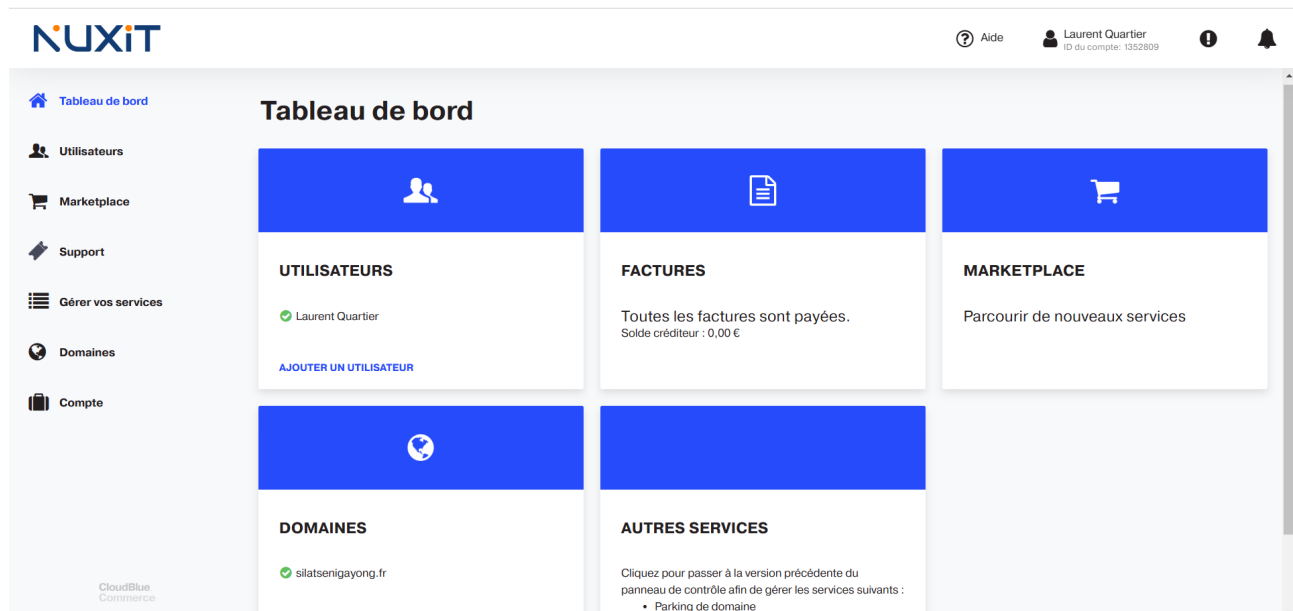 NUXiT
Aide
Laurent Quartier
ID du compte: 1352809
Tableau de bord
Utilisateurs
Marketplace
Support
Gérer vos services
Domaines
Compte
CloudBlue
Commerce
Tableau de bord
UTILISATEURS
Laurent Quartier
AJOUTER UN UTILISATEUR
FACTURES
Toutes les factures sont payées.
Solde créditeur : 0,00 €
MARKETPLACE
Parcourir de nouveaux services
DOMAINES
silatsenigayong.fr
AUTRES SERVICES
Cliquez pour passer à la version précédente du
panneau de contrôle afin de gérer les services suivants :
• Parking de domaine